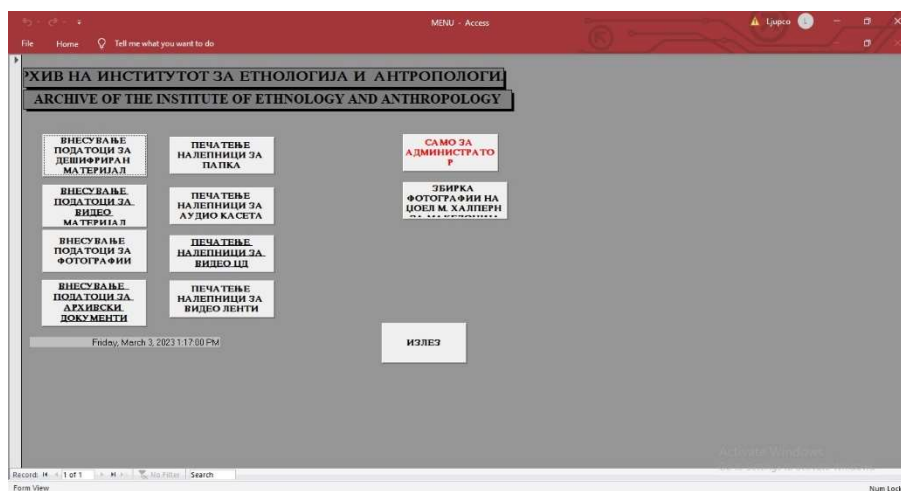 MENU - Access
Ljupco
L
File Home Tell me what you want to do
РХИВ НА ИНСТИТУТОТ ЗА ЕТНОЛОГИЈА И АНТРОПОЛОГИ
ARCHIVE OF THE INSTITUTE OF ETHNOLOGY AND ANTHROPOLOGY
ВНЕСУВАЊЕ
ПОДАТОЦИ ЗА
ДЕШИФРИРАН
МАТЕРИЈАЛ
ПЕЧАТЕЊЕ
НАЛЕПНИЦИ ЗА
ПАПКА
САМО ЗА
АДМИНИСТРАТО
Р
ВНЕСУВАЊЕ
ПОДАТОЦИ ЗА
ВИДЕО
МАТЕРИЈАЛ
ПЕЧАТЕЊЕ
НАЛЕПНИЦИ ЗА
АУДИО КАСЕТА
ЗБИРКА
ФОТОГРАФИИ НА
ЏОЕЛ М. ХАЛПЕРН
ЗА МАКЕДОНИЈА
ВНЕСУВАЊЕ
ПОДАТОЦИ ЗА
ФОТОГРАФИИ
ПЕЧАТЕЊЕ
НАЛЕПНИЦИ ЗА
ВИДЕО ЦД
ВНЕСУВАЊЕ
ПОДАТОЦИ ЗА
АРХИВСКИ
ДОКУМЕНТИ
ПЕЧАТЕЊЕ
НАЛЕПНИЦИ ЗА
ВИДЕО ЛЕНТИ
Friday, March 3, 2023 1:17:00 PM
ИЗЛЕЗ
Activate Windows
Record: 1 of 1 No Filter Search
Form View
Num Lock